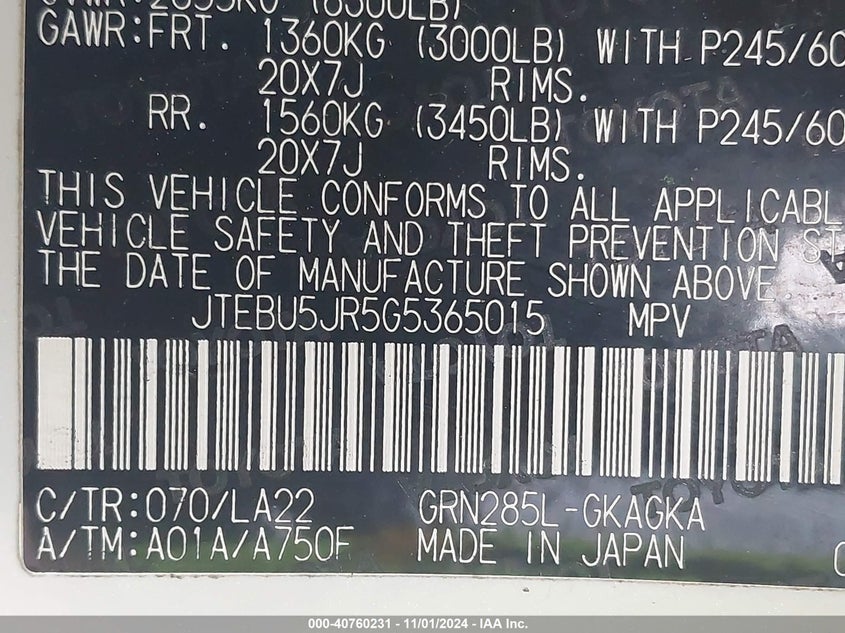 GAWR:FRT. 1360KG (3000LB) WITH P245/60
20X7J RIMS.
RR. 1560KG (3450LB) WITH P245/60
20X7J RIMS.
THIS VEHICLE CONFORMS TO ALL APPLICABL
VEHICLE SAFETY AND THEFT PREVENTION ST
THE DATE OF MANUFACTURE SHOWN ABOVE.
JTEBU5JR5G5365015 MPV
C/TR:070/LA22 GRN285L-GKAGKA
A/TM:A01A/A750F MADE IN JAPAN
000-40760231 - 11/01/2024 - IAA Inc.